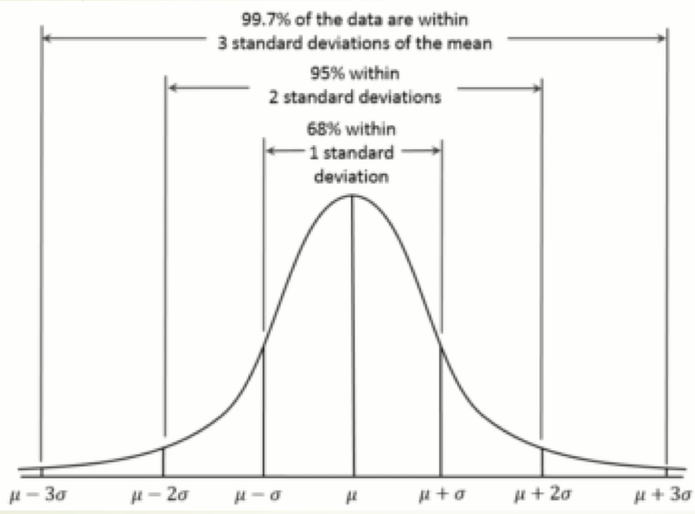 99.7% of the data are within
3 standard deviations of the mean
95% within
2 standard deviations
68% within
1 standard
deviation
μ − 3σ μ − 2σ μ − σ μ μ + σ μ + 2σ μ + 3σ